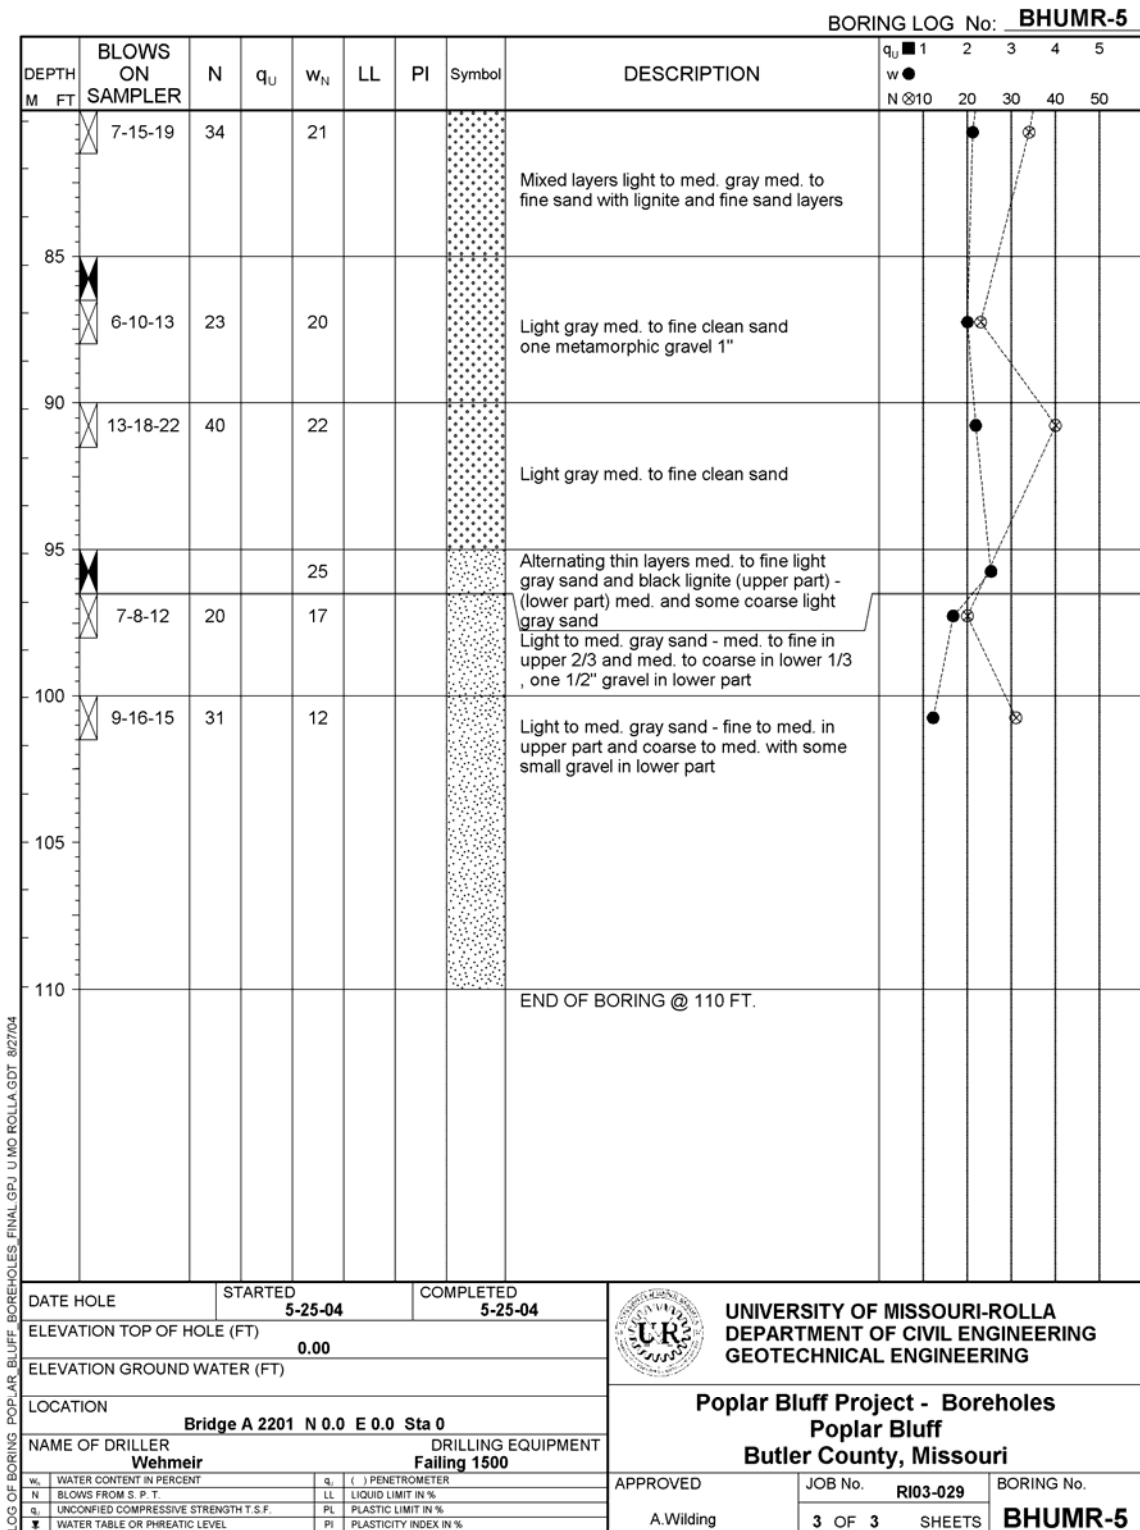 BORING LOG No: BHUMR-5
DEPTH
M FT
BLOWS
ON
SAMPLER
N
qU
wN
LL
PI
Symbol
DESCRIPTION
qU ■ 1 2 3 4 5
w ●
N ⊗ 10 20 30 40 50
7-15-19 34 21
Mixed layers light to med. gray med. to
fine sand with lignite and fine sand layers
85
6-10-13 23 20
Light gray med. to fine clean sand
one metamorphic gravel 1"
90
13-18-22 40 22
Light gray med. to fine clean sand
95
25
Alternating thin layers med. to fine light
gray sand and black lignite (upper part) -
(lower part) med. and some coarse light
gray sand
7-8-12 20 17
Light to med. gray sand - med. to fine in
upper 2/3 and med. to coarse in lower 1/3
, one 1/2" gravel in lower part
100
9-16-15 31 12
Light to med. gray sand - fine to med. in
upper part and coarse to med. with some
small gravel in lower part
105
110
END OF BORING @ 110 FT.
LOG OF BORING POPLAR_BLUFF_BOREHOLES_FINAL.GPJ U MO ROLLA.GDT 8/27/04
DATE HOLE
STARTED
5-25-04
COMPLETED
5-25-04
ELEVATION TOP OF HOLE (FT)
0.00
ELEVATION GROUND WATER (FT)
LOCATION
Bridge A 2201 N 0.0 E 0.0 Sta 0
NAME OF DRILLER
Wehmeir
DRILLING EQUIPMENT
Failing 1500
wN WATER CONTENT IN PERCENT
N BLOWS FROM S. P. T.
qU UNCONFIED COMPRESSIVE STRENGTH T.S.F.
WATER TABLE OR PHREATIC LEVEL
qU ( ) PENETROMETER
LL LIQUID LIMIT IN %
PL PLASTIC LIMIT IN %
PI PLASTICITY INDEX IN %
UR
UNIVERSITY OF MISSOURI-ROLLA
DEPARTMENT OF CIVIL ENGINEERING
GEOTECHNICAL ENGINEERING
Poplar Bluff Project - Boreholes
Poplar Bluff
Butler County, Missouri
APPROVED
A.Wilding
JOB No. RI03-029
3 OF 3 SHEETS
BORING No.
BHUMR-5